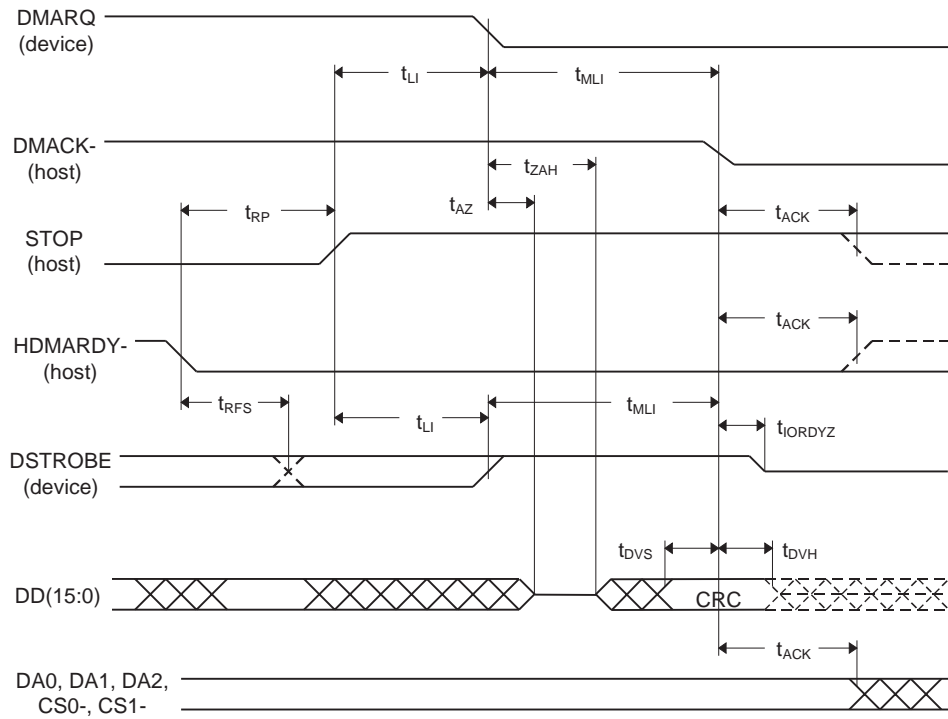 DMARQ
(device)
tLI
tMLI
DMACK-
(host)
tZAH
tAZ
tRP
tACK
STOP
(host)
tACK
HDMARDY-
(host)
tRFS
tLI
tMLI
tIORDYZ
DSTROBE
(device)
tDVS
tDVH
DD(15:0)
CRC
tACK
DA0, DA1, DA2,
CS0-, CS1-